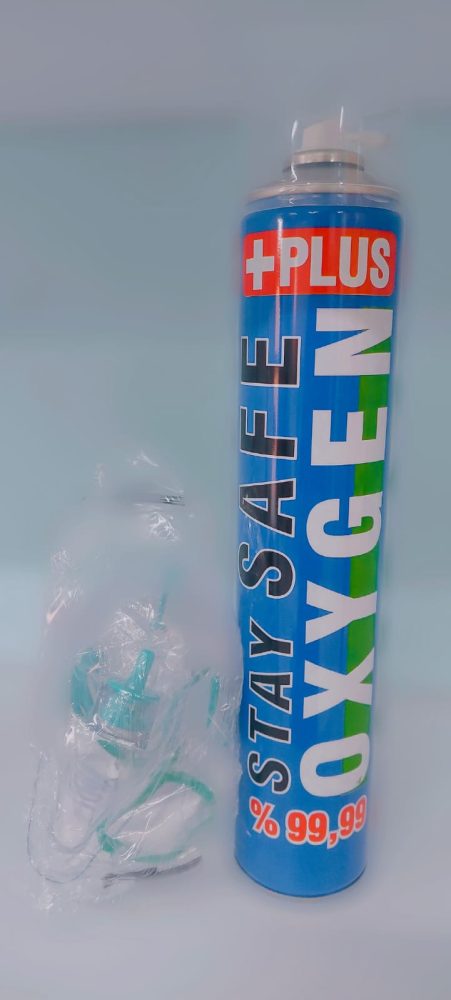 +PLUS
STAY SAFE
OXYGEN
% 99,99